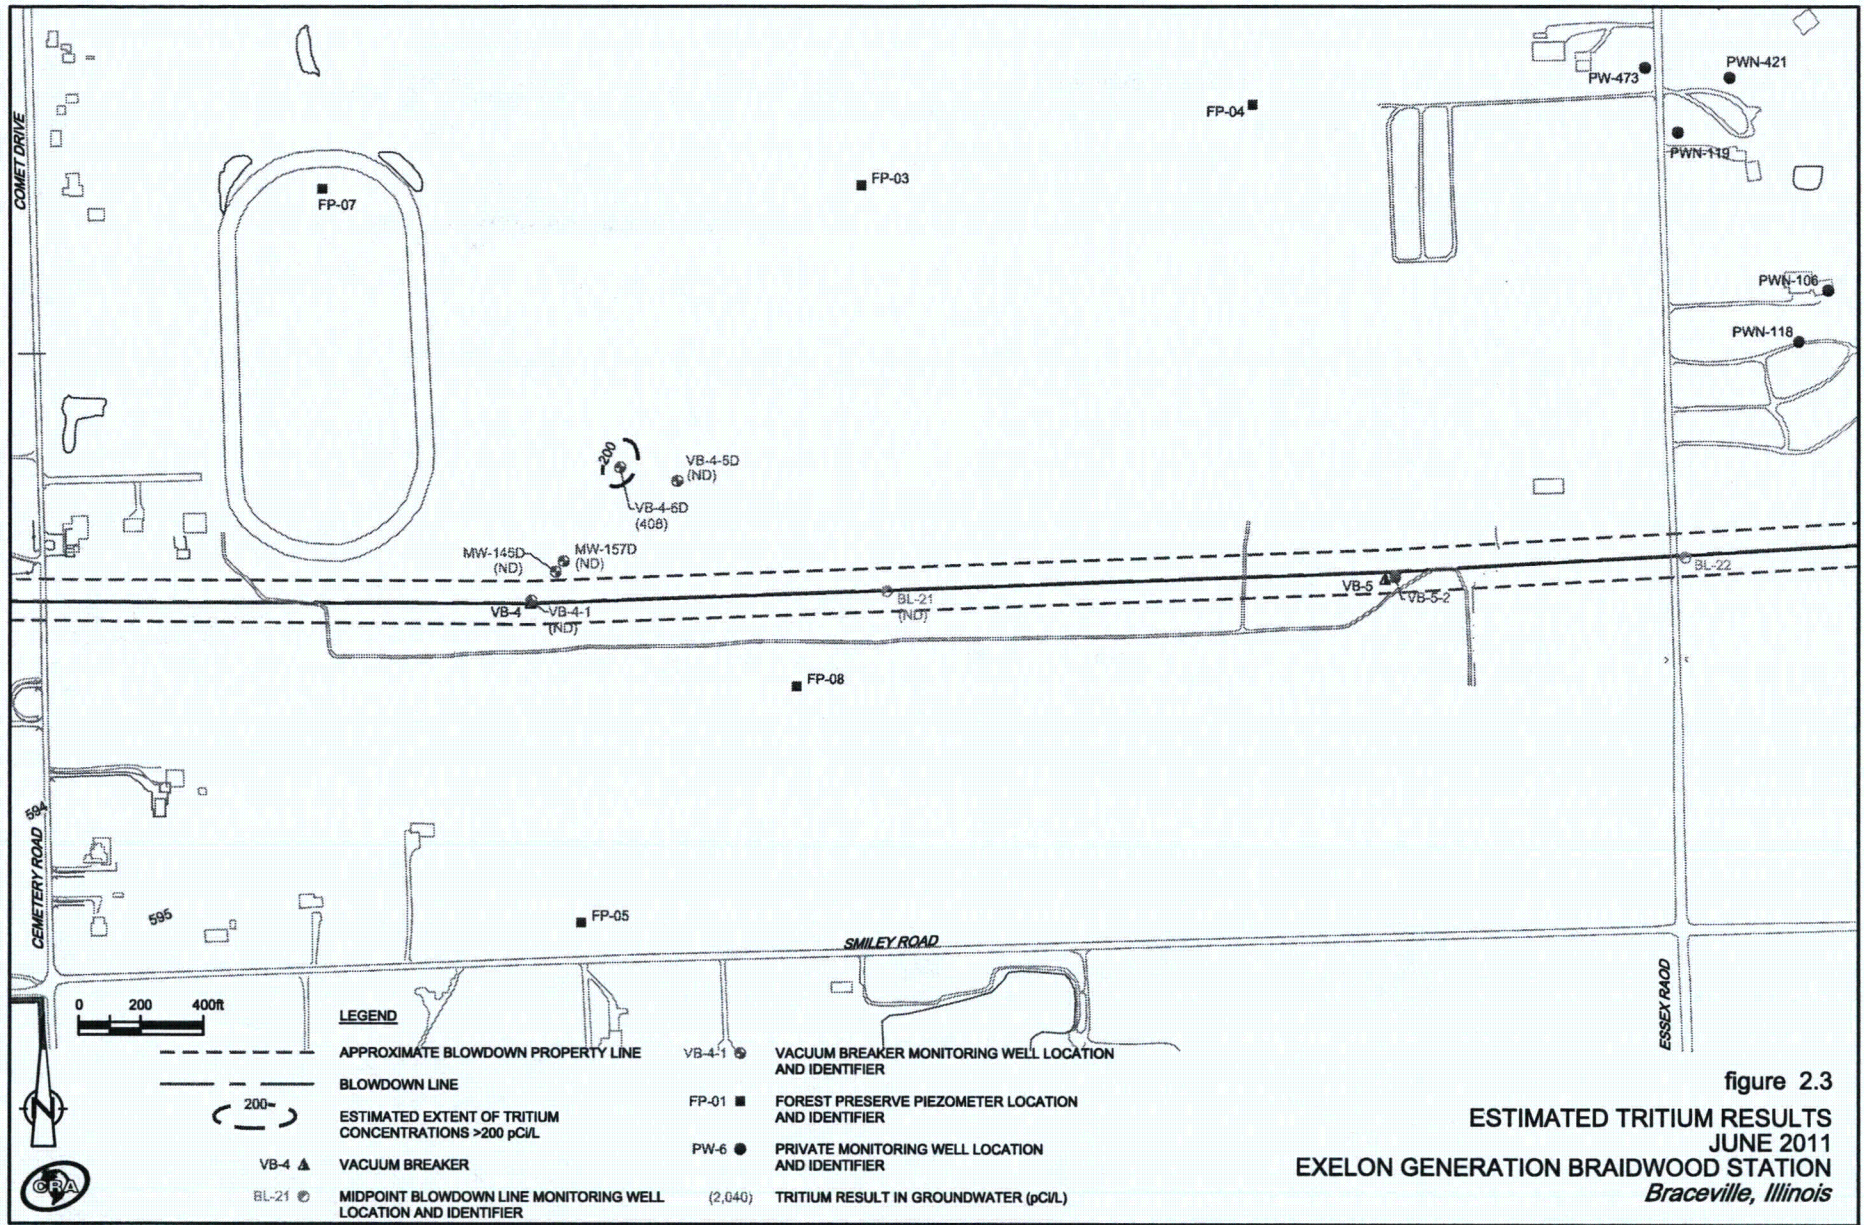 COMET DRIVE
PW-473
PWN-421
FP-04
PWN-119
FP-03
FP-07
PWN-106
PWN-118
200
VB-4-5D
(ND)
VB-4-6D
(408)
MW-145D
(ND)
MW-157D
(ND)
BL-22
VB-5
VB-5-2
BL-21
(ND)
VB-4
VB-4-1
(ND)
FP-08
594
CEMETERY ROAD
595
FP-05
SMILEY ROAD
ESSEX RAOD
0 200 400ft
N
CRA
LEGEND
APPROXIMATE BLOWDOWN PROPERTY LINE
BLOWDOWN LINE
200
ESTIMATED EXTENT OF TRITIUM
CONCENTRATIONS >200 pCi/L
VB-4 VACUUM BREAKER
BL-21 MIDPOINT BLOWDOWN LINE MONITORING WELL
LOCATION AND IDENTIFIER
VB-4-1 VACUUM BREAKER MONITORING WELL LOCATION
AND IDENTIFIER
FP-01 FOREST PRESERVE PIEZOMETER LOCATION
AND IDENTIFIER
PW-6 PRIVATE MONITORING WELL LOCATION
AND IDENTIFIER
(2,040) TRITIUM RESULT IN GROUNDWATER (pCi/L)
figure 2.3
ESTIMATED TRITIUM RESULTS
JUNE 2011
EXELON GENERATION BRAIDWOOD STATION
Braceville, Illinois